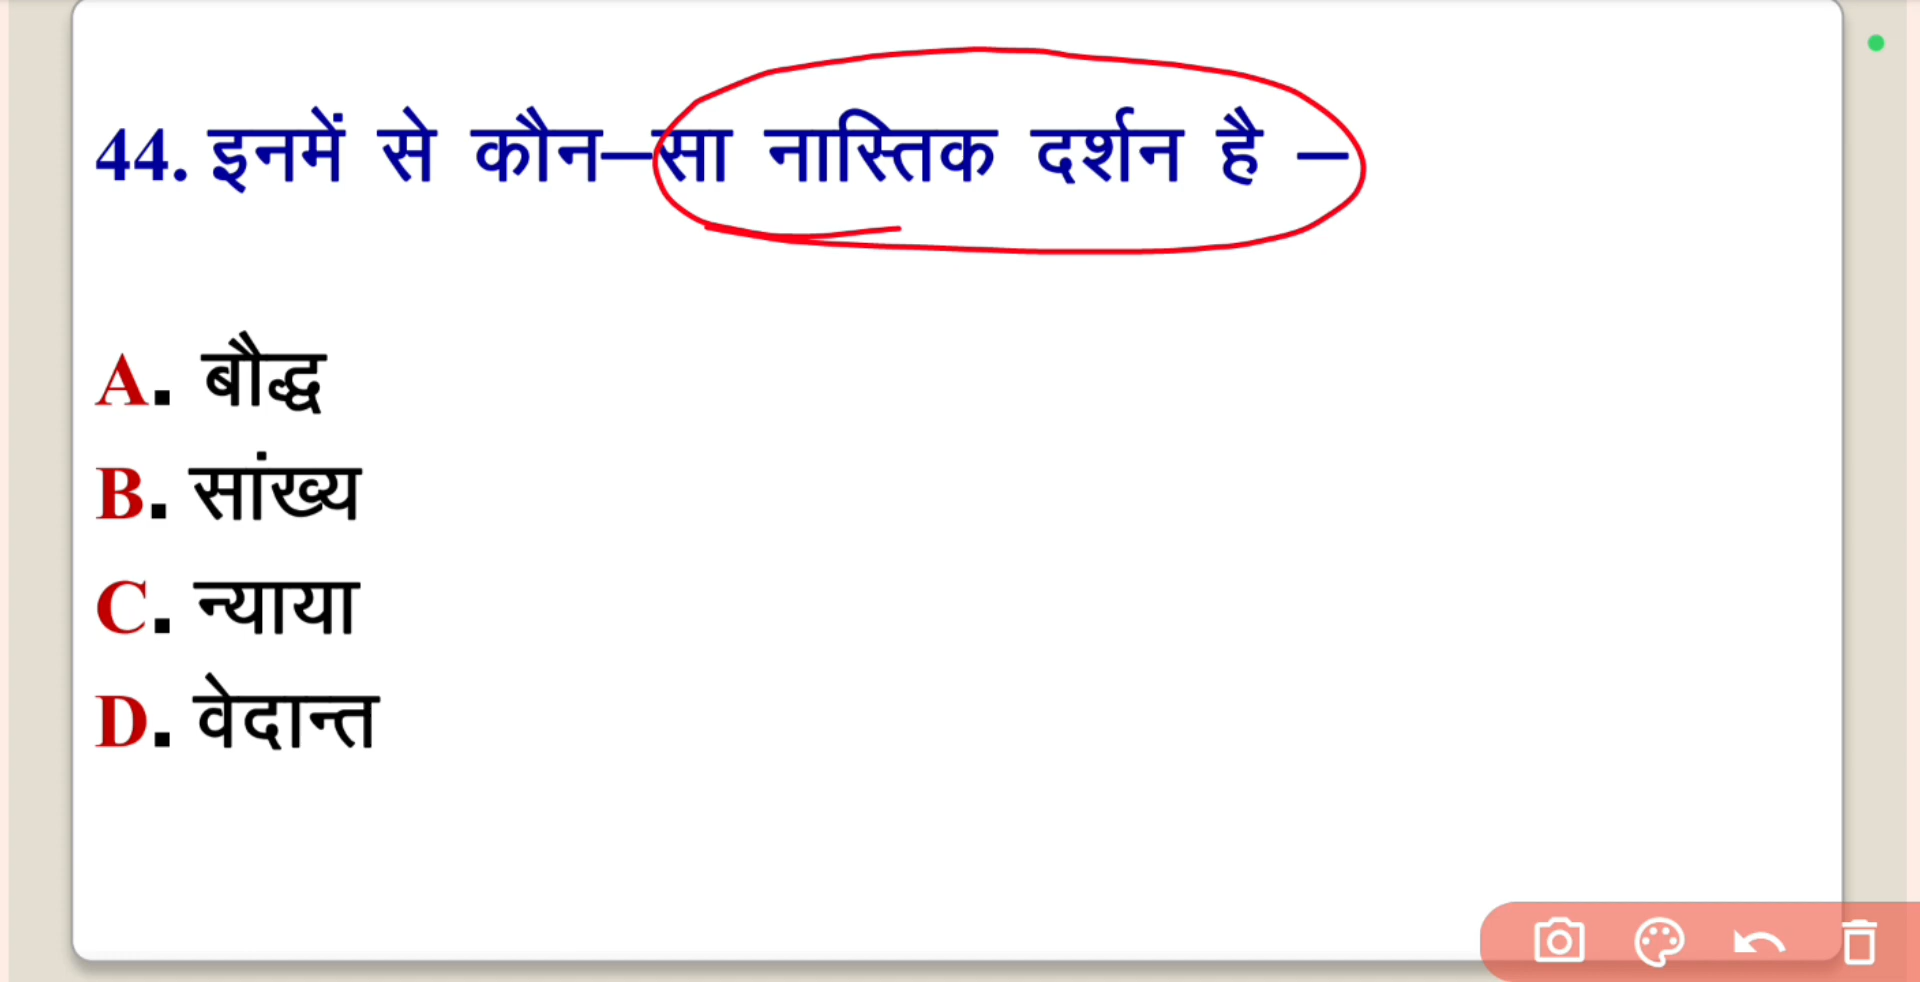 44. इनमें से कौन–सा नास्तिक दर्शन है –
A. बौद्ध
B. सांख्य
C. न्याया
D. वेदान्त